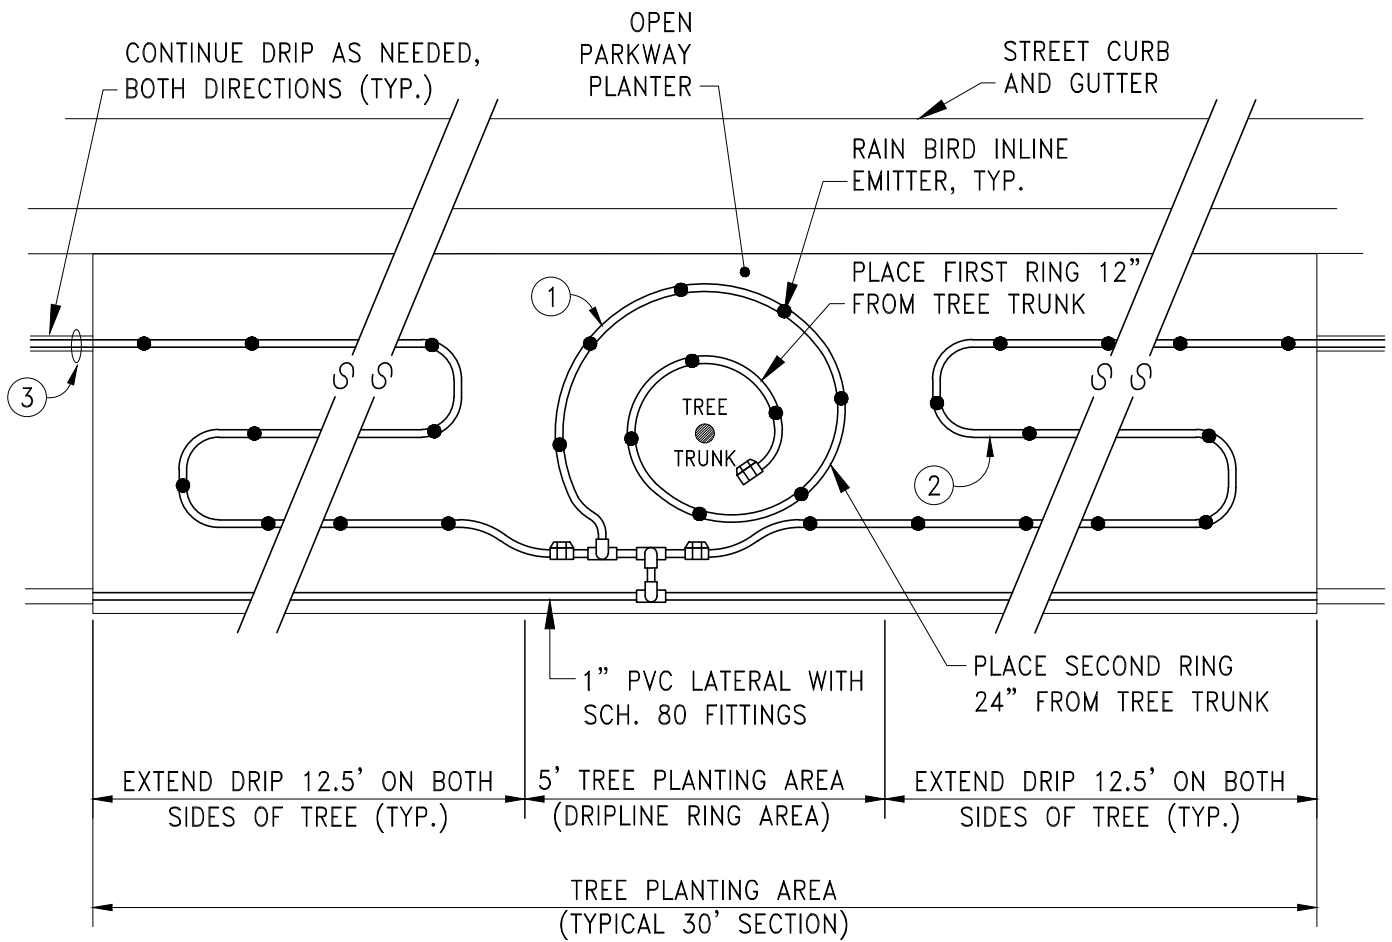 CONTINUE DRIP AS NEEDED,
BOTH DIRECTIONS (TYP.)
OPEN
PARKWAY
PLANTER
STREET CURB
AND GUTTER
RAIN BIRD INLINE
EMITTER, TYP.
PLACE FIRST RING 12”
FROM TREE TRUNK
1
3
TREE
TRUNK
2
S S
S S
1” PVC LATERAL WITH
SCH. 80 FITTINGS
PLACE SECOND RING
24” FROM TREE TRUNK
EXTEND DRIP 12.5’ ON BOTH
SIDES OF TREE (TYP.)
5’ TREE PLANTING AREA
(DRIPLINE RING AREA)
EXTEND DRIP 12.5’ ON BOTH
SIDES OF TREE (TYP.)
TREE PLANTING AREA
(TYPICAL 30’ SECTION)